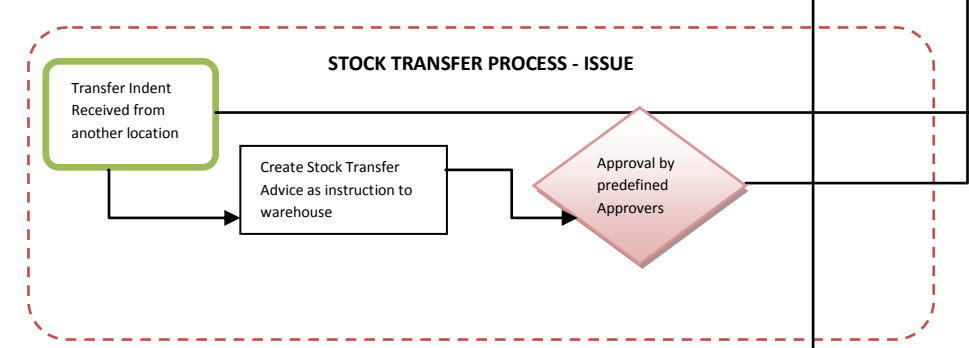 STOCK TRANSFER PROCESS - ISSUE
Transfer Indent
Received from
another location
Create Stock Transfer
Advice as instruction to
warehouse
Approval by
predefined
Approvers